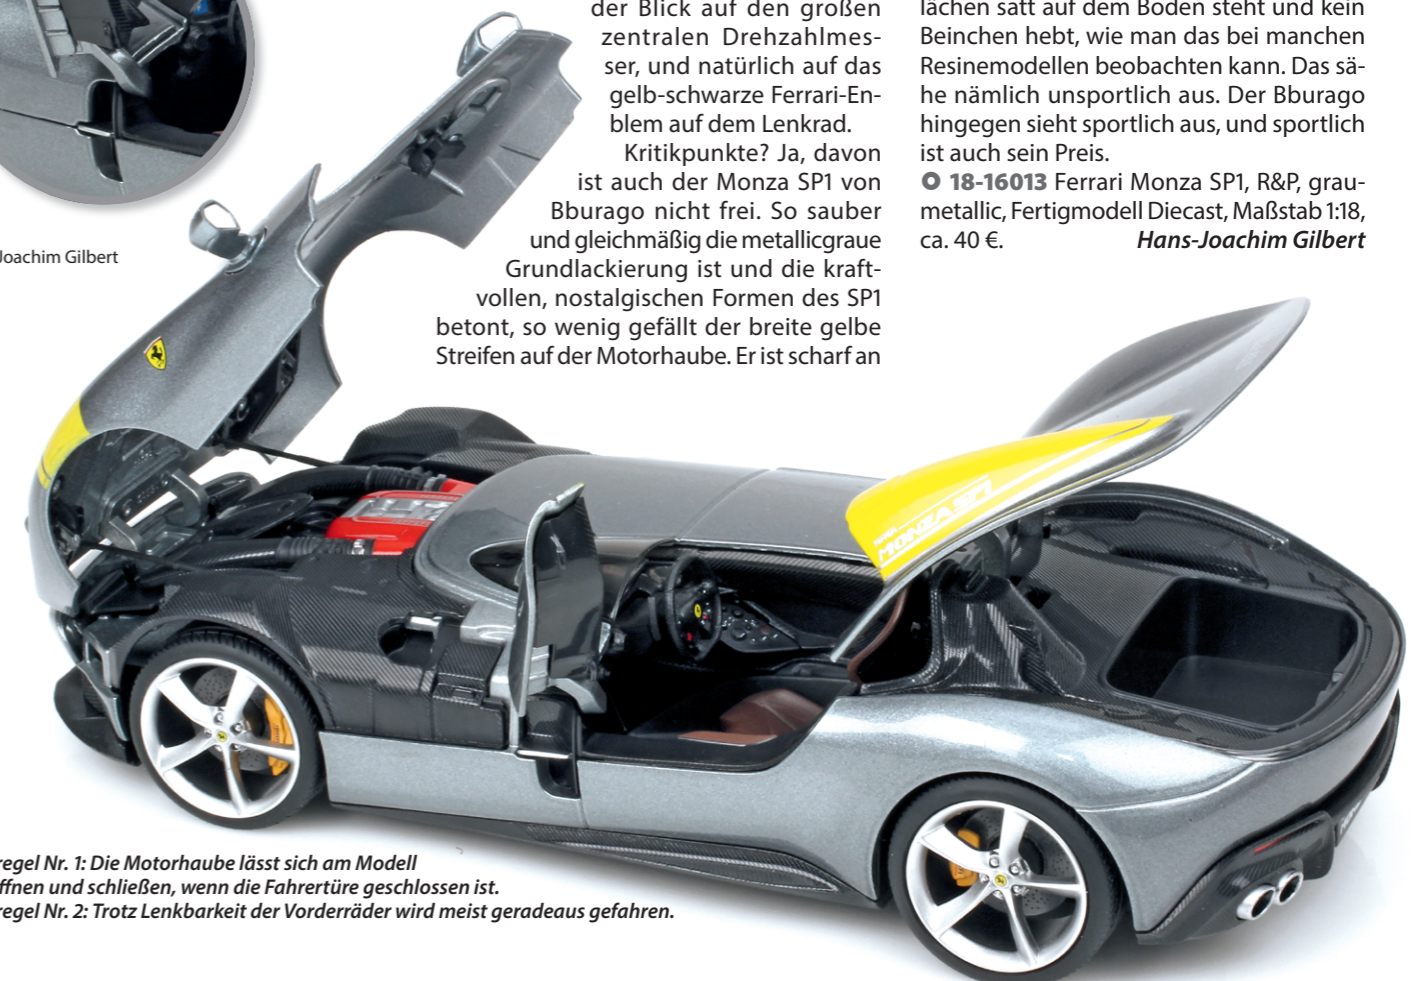 der Blick auf den großen
zentralen Drehzahlmes-
ser, und natürlich auf das
gelb-schwarze Ferrari-En-
blem auf dem Lenkrad.
Kritikpunkte? Ja, davon
ist auch der Monza SP1 von
Bburago nicht frei. So sauber
und gleichmäßig die metallicgraue
Grundlackierung ist und die kraft-
vollen, nostalgischen Formen des SP1
betont, so wenig gefällt der breite gelbe
Streifen auf der Motorhaube. Er ist scharf an
lächen satt auf dem Boden steht und kein
Beinchen hebt, wie man das bei manchen
Resinemodellen beobachten kann. Das sä-
he nämlich unsportlich aus. Der Bburago
hingegen sieht sportlich aus, und sportlich
ist auch sein Preis.
18-16013 Ferrari Monza SP1, R&P, grau-
metallic, Fertigmodell Diecast, Maßstab 1:18,
ca. 40 €. Hans-Joachim Gilbert
Joachim Gilbert
MONZA SP1
regel Nr. 1: Die Motorhaube lässt sich am Modell
ffnen und schließen, wenn die Fahrertüre geschlossen ist.
regel Nr. 2: Trotz Lenkbarkeit der Vorderräder wird meist geradeaus gefahren.